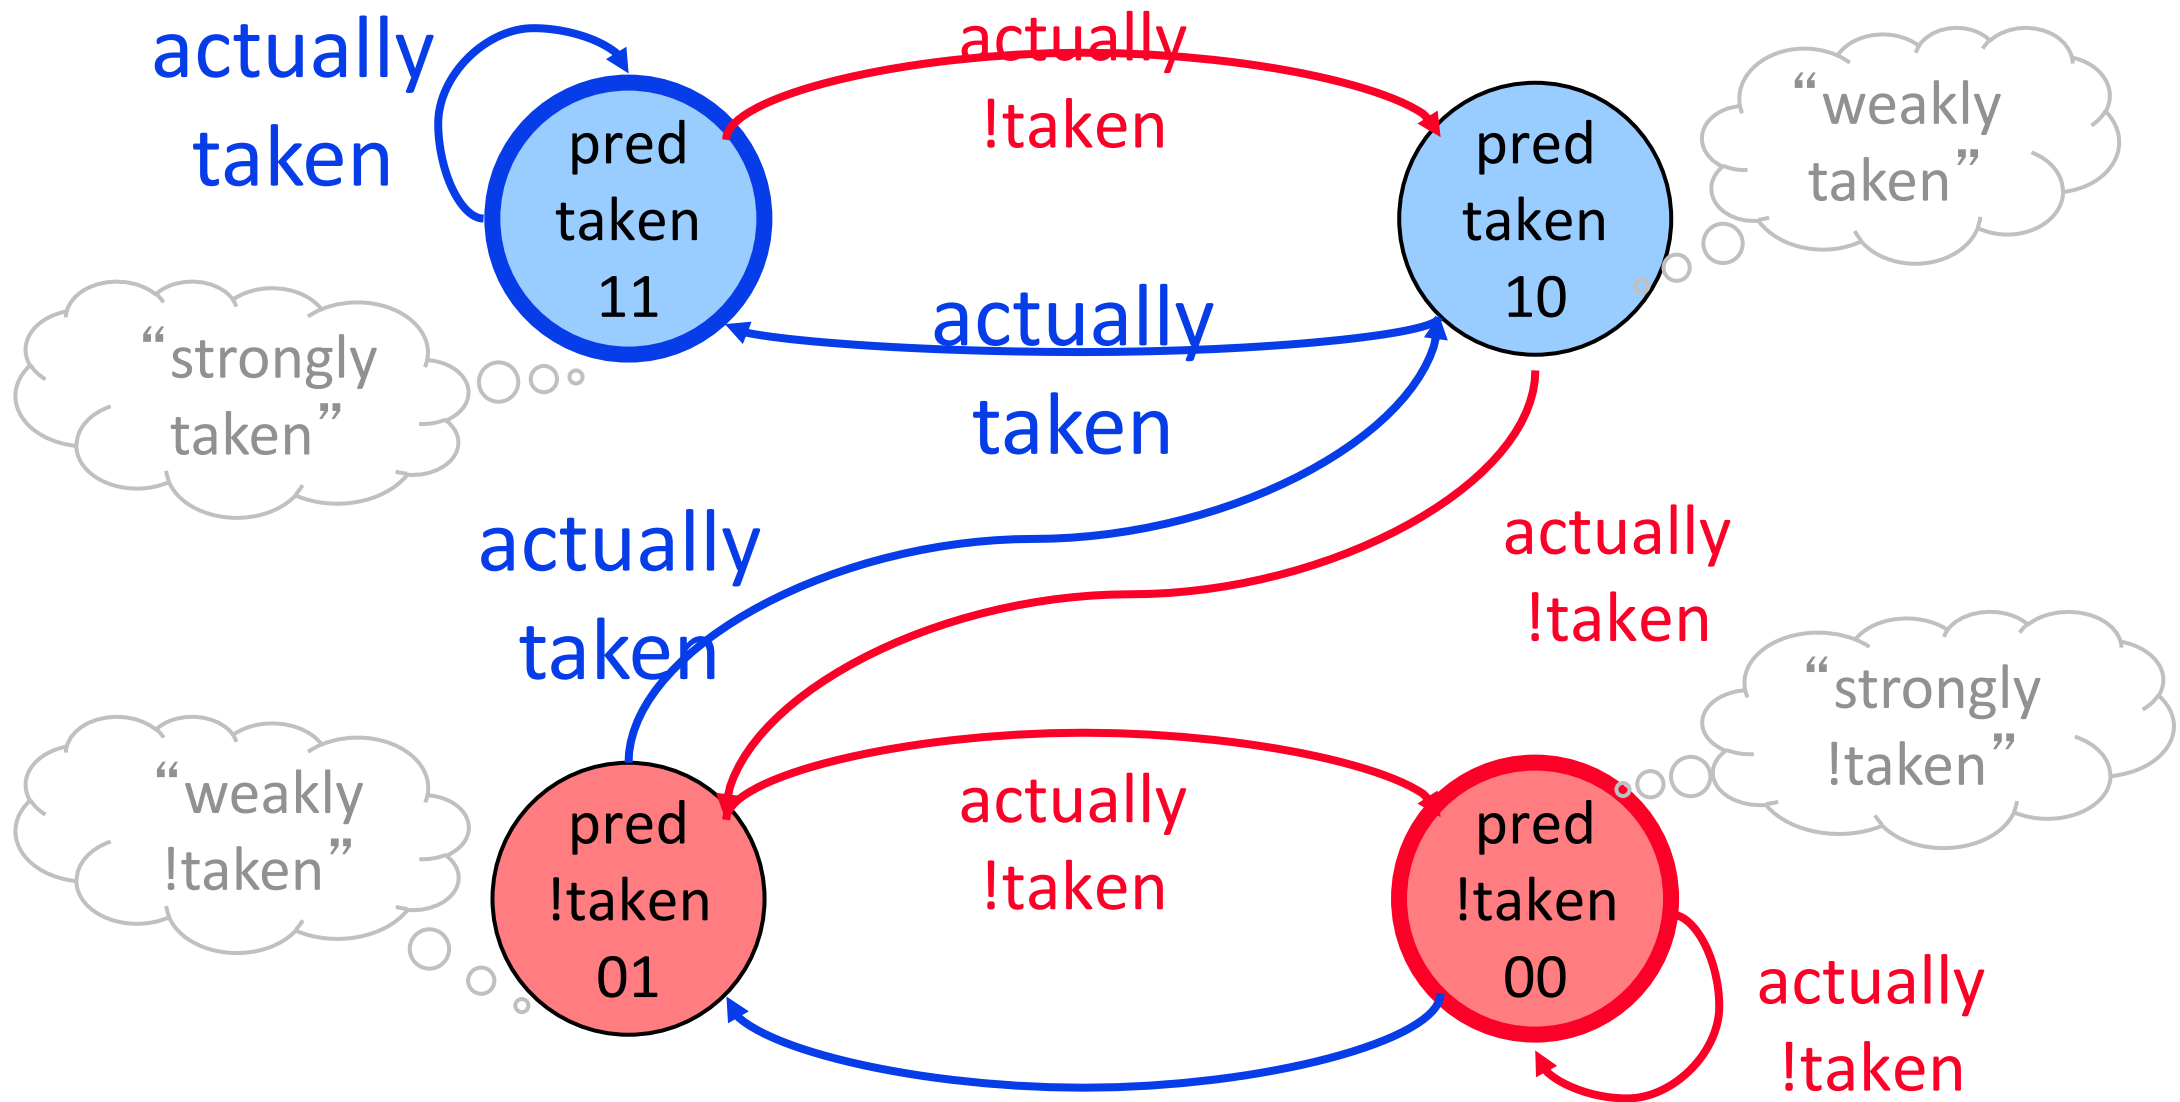 actually
taken
actually
!taken
“weakly
taken”
pred
taken
11
pred
taken
10
“strongly
taken”
actually
taken
actually
taken
actually
!taken
“strongly
!taken”
“weakly
!taken”
pred
!taken
01
actually
!taken
pred
!taken
00
actually
!taken